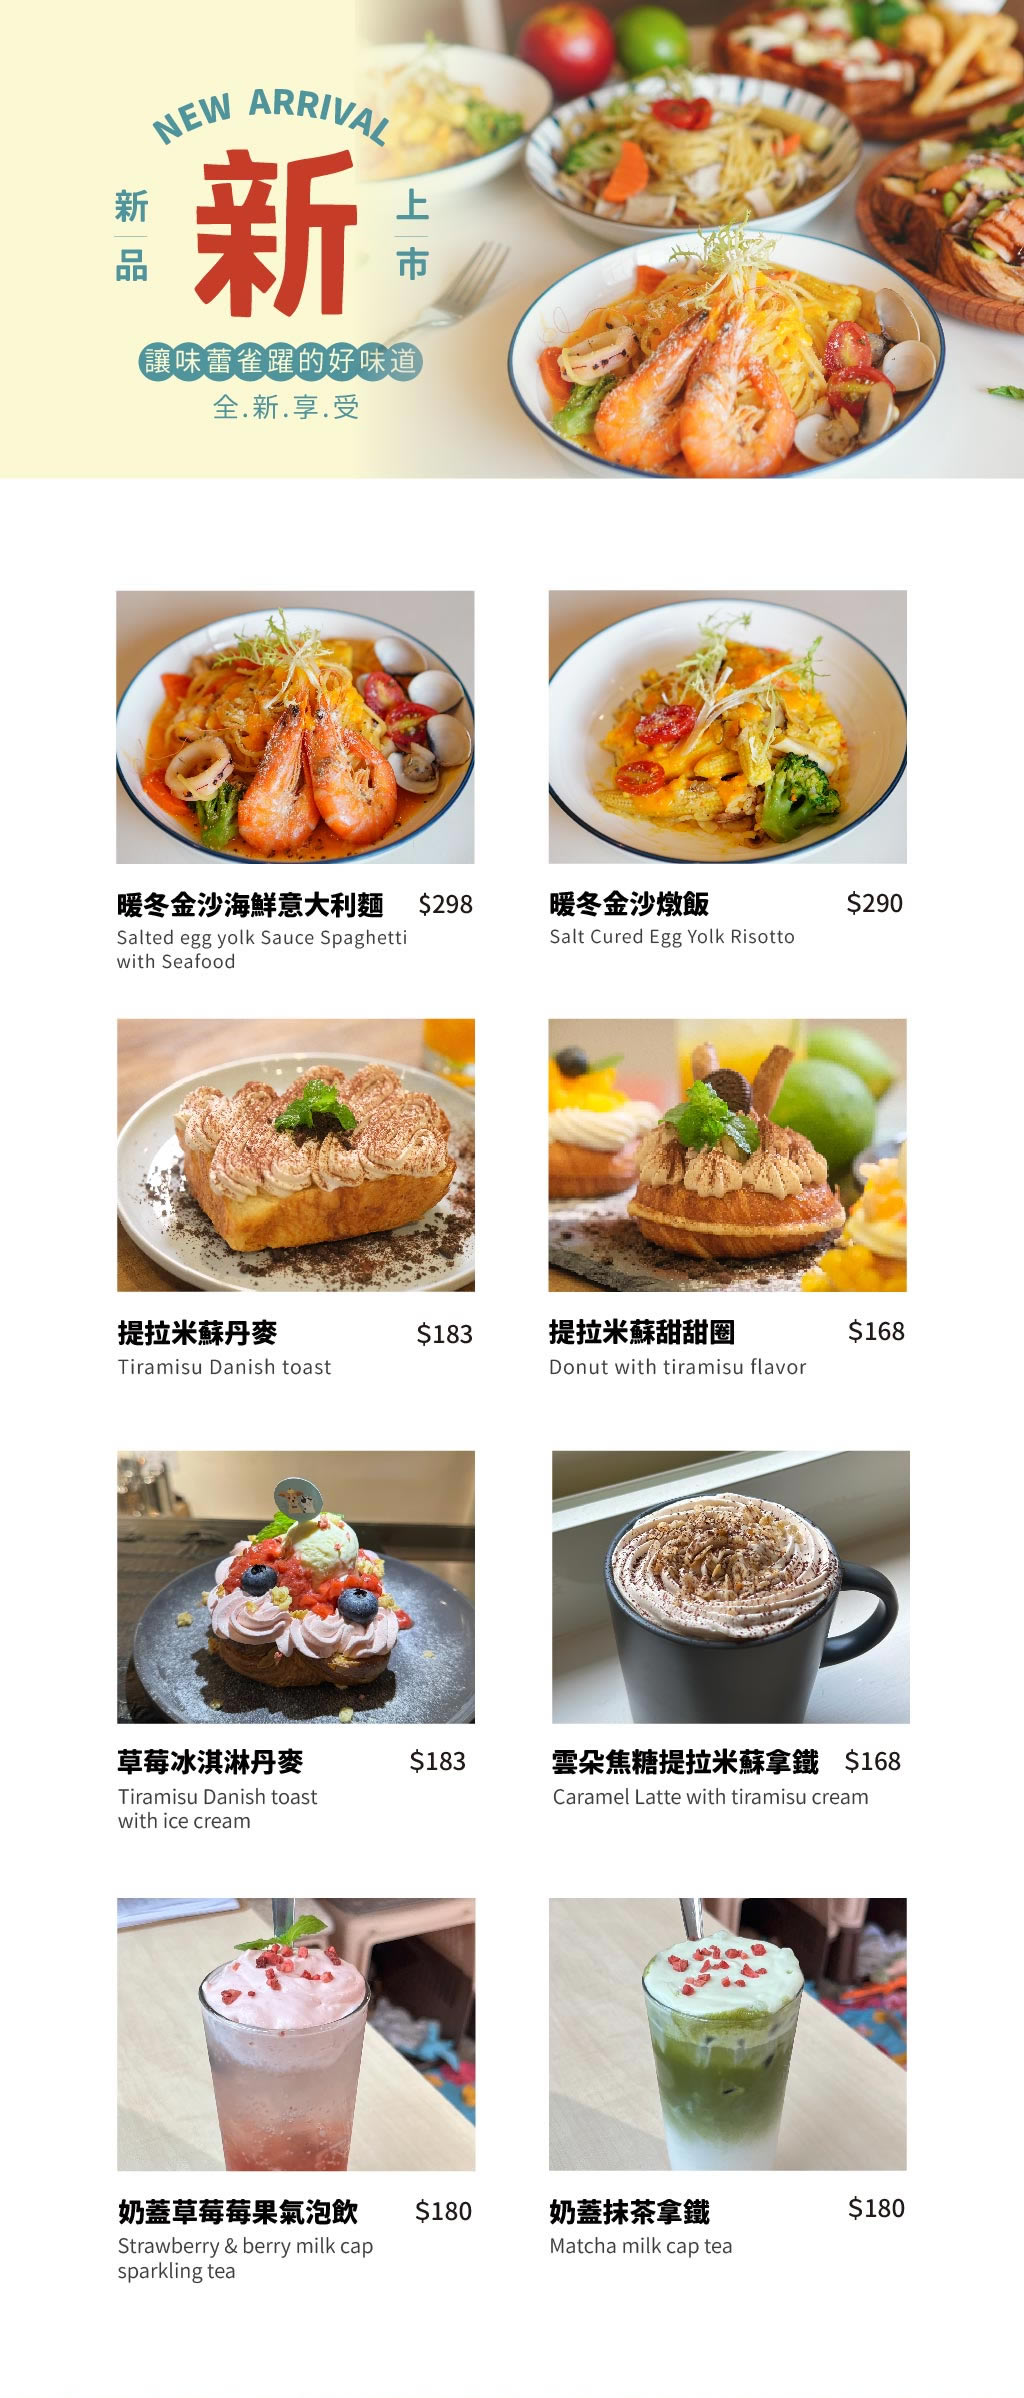 NEW ARRIVAL
新品
新
上市
讓味蕾雀躍的好味道
全.新.享.受
暖冬金沙海鮮意大利麵 $298
Salted egg yolk Sauce Spaghetti
with Seafood
暖冬金沙燉飯 $290
Salt Cured Egg Yolk Risotto
提拉米蘇丹麥 $183
Tiramisu Danish toast
提拉米蘇甜甜圈 $168
Donut with tiramisu flavor
草莓冰淇淋丹麥 $183
Tiramisu Danish toast
with ice cream
雲朵焦糖提拉米蘇拿鐵 $168
Caramel Latte with tiramisu cream
奶蓋草莓莓果氣泡飲 $180
Strawberry & berry milk cap
sparkling tea
奶蓋抹茶拿鐵 $180
Matcha milk cap tea